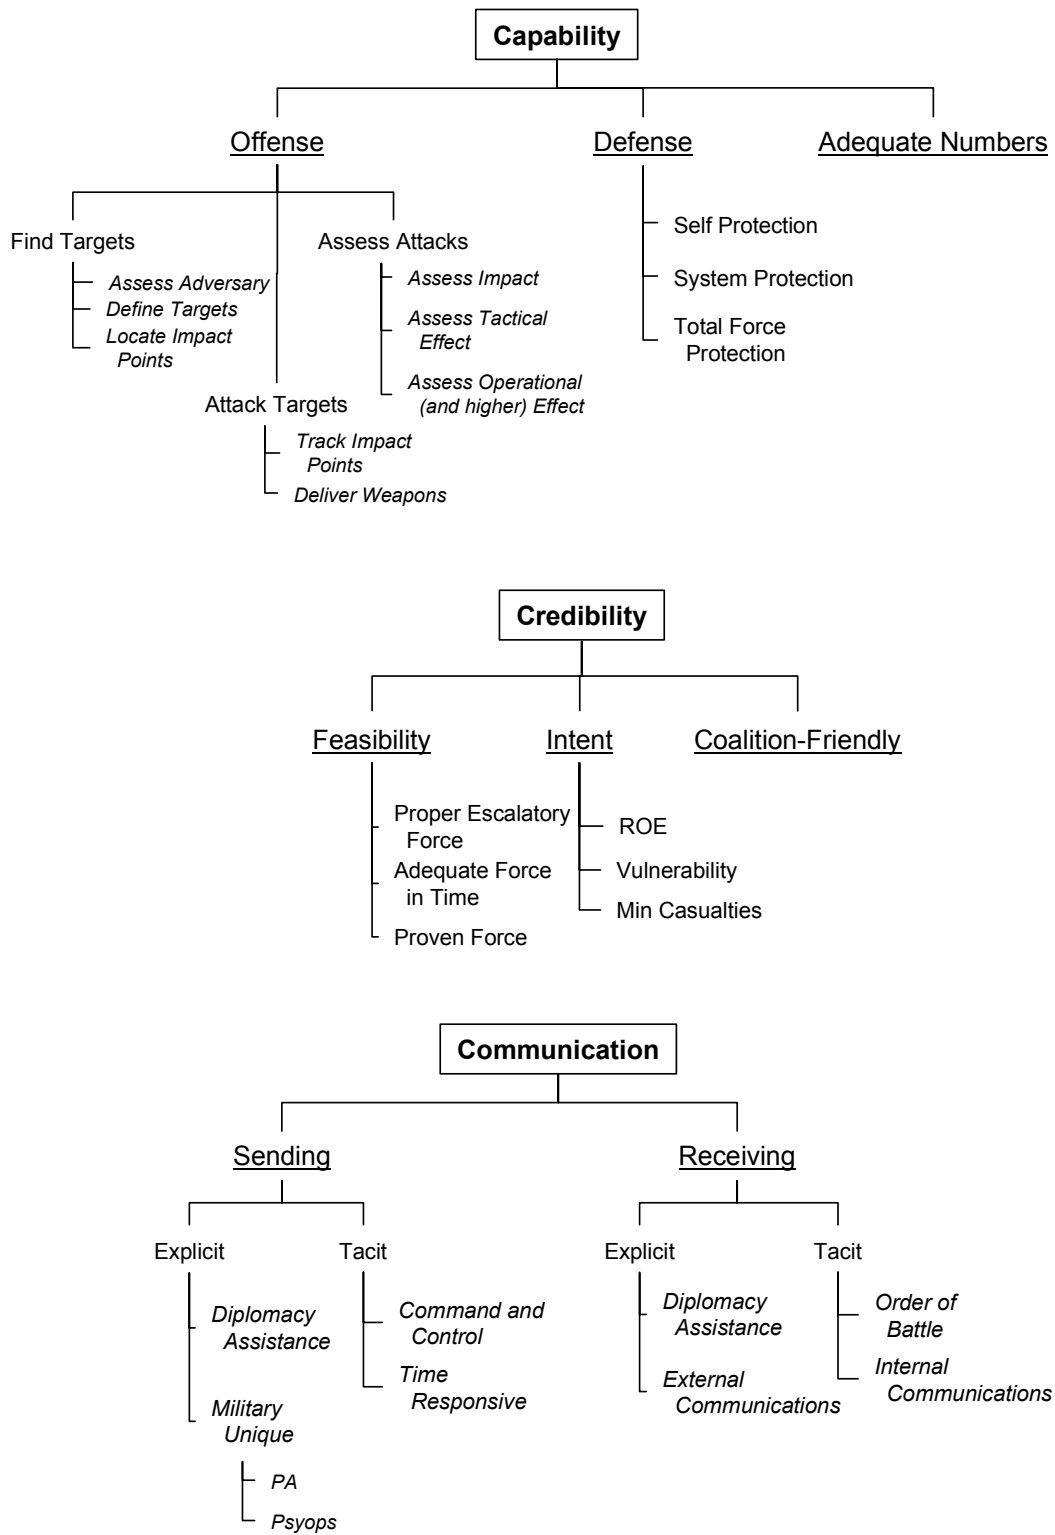 Capability
Offense
Defense
Adequate Numbers
Find Targets
Assess Adversary
Define Targets
Locate Impact
Points
Attack Targets
Track Impact
Points
Deliver Weapons
Assess Attacks
Assess Impact
Assess Tactical
Effect
Assess Operational
(and higher) Effect
Self Protection
System Protection
Total Force
Protection
Credibility
Feasibility
Intent
Coalition-Friendly
Proper Escalatory
Force
Adequate Force
in Time
Proven Force
ROE
Vulnerability
Min Casualties
Communication
Sending
Receiving
Explicit
Diplomacy
Assistance
Military
Unique
PA
Psyops
Tacit
Command and
Control
Time
Responsive
Explicit
Diplomacy
Assistance
External
Communications
Tacit
Order of
Battle
Internal
Communications